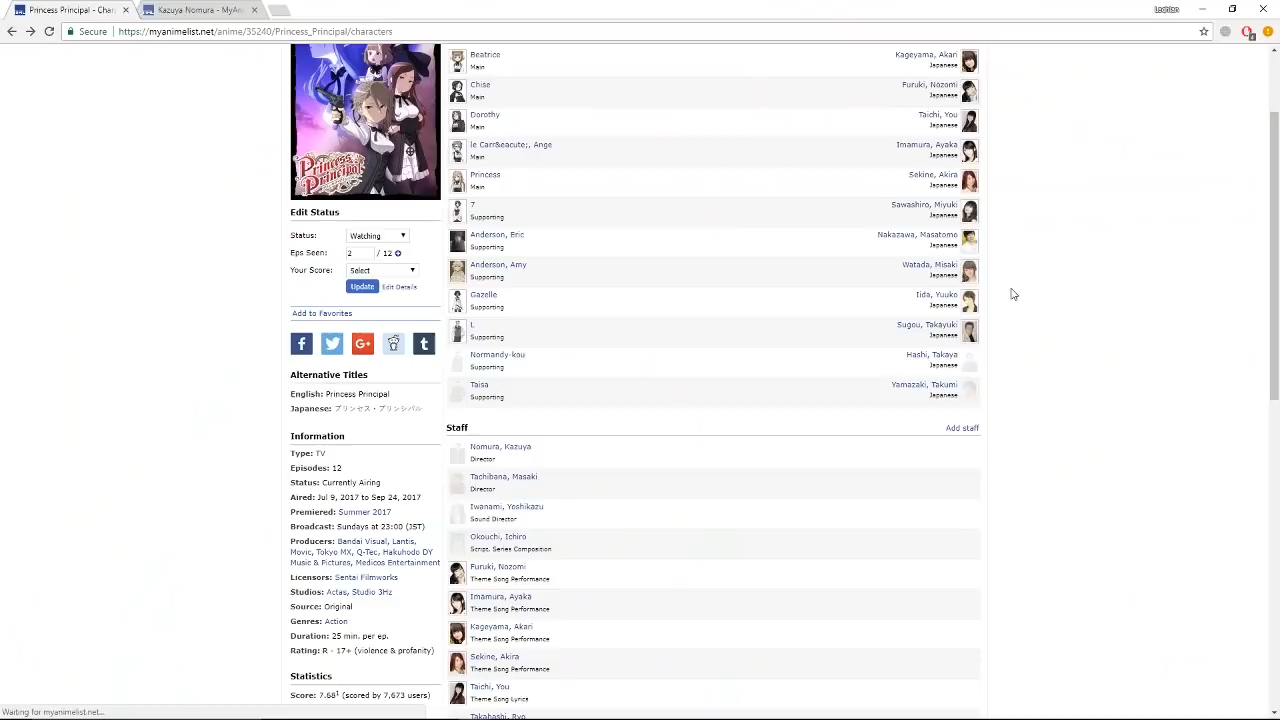 Princess Principal - Char
Kazuya Nomura - MyAni
Secure
https://myanimelist.net/anime/35240/Princess_Principal/characters
Princess
Principal
Edit Status
Status: Watching
Eps Seen: 2 / 12
Your Score: Select
Update Edit Details
Add to Favorites
Alternative Titles
English: Princess Principal
Japanese: プリンセス・プリンシパル
Information
Type: TV
Episodes: 12
Status: Currently Airing
Aired: Jul 9, 2017 to Sep 24, 2017
Premiered: Summer 2017
Broadcast: Sundays at 23:00 (JST)
Producers: Bandai Visual, Lantis,
Movic, Tokyo MX, Q-Tec, Hakuhodo DY
Music & Pictures, Medicos Entertainment
Licensors: Sentai Filmworks
Studios: Actas, Studio 3Hz
Source: Original
Genres: Action
Duration: 25 min. per ep.
Rating: R - 17+ (violence & profanity)
Statistics
Score: 7.68¹ (scored by 7,673 users)
Beatrice Kageyama, Akari
Main Japanese
Chise Furuki, Nozomi
Main Japanese
Dorothy Taichi, You
Main Japanese
le Carr&eacute;, Ange Imamura, Ayaka
Main Japanese
Princess Sekine, Akira
Main Japanese
7 Sawashiro, Miyuki
Supporting Japanese
Anderson, Eric Nakazawa, Masatomo
Supporting Japanese
Anderson, Amy Watada, Misaki
Supporting Japanese
Gazelle Iida, Yuuko
Supporting Japanese
L Sugou, Takayuki
Supporting Japanese
Normandy-kou Hashi, Takaya
Supporting Japanese
Taisa Yamazaki, Takumi
Supporting Japanese
Staff Add staff
Nomura, Kazuya
Director
Tachibana, Masaki
Director
Iwanami, Yoshikazu
Sound Director
Okouchi, Ichiro
Script, Series Composition
Furuki, Nozomi
Theme Song Performance
Imamura, Ayaka
Theme Song Performance
Kageyama, Akari
Theme Song Performance
Sekine, Akira
Theme Song Performance
Taichi, You
Theme Song Lyrics
Takahashi, Ryo
Waiting for myanimelist.net...